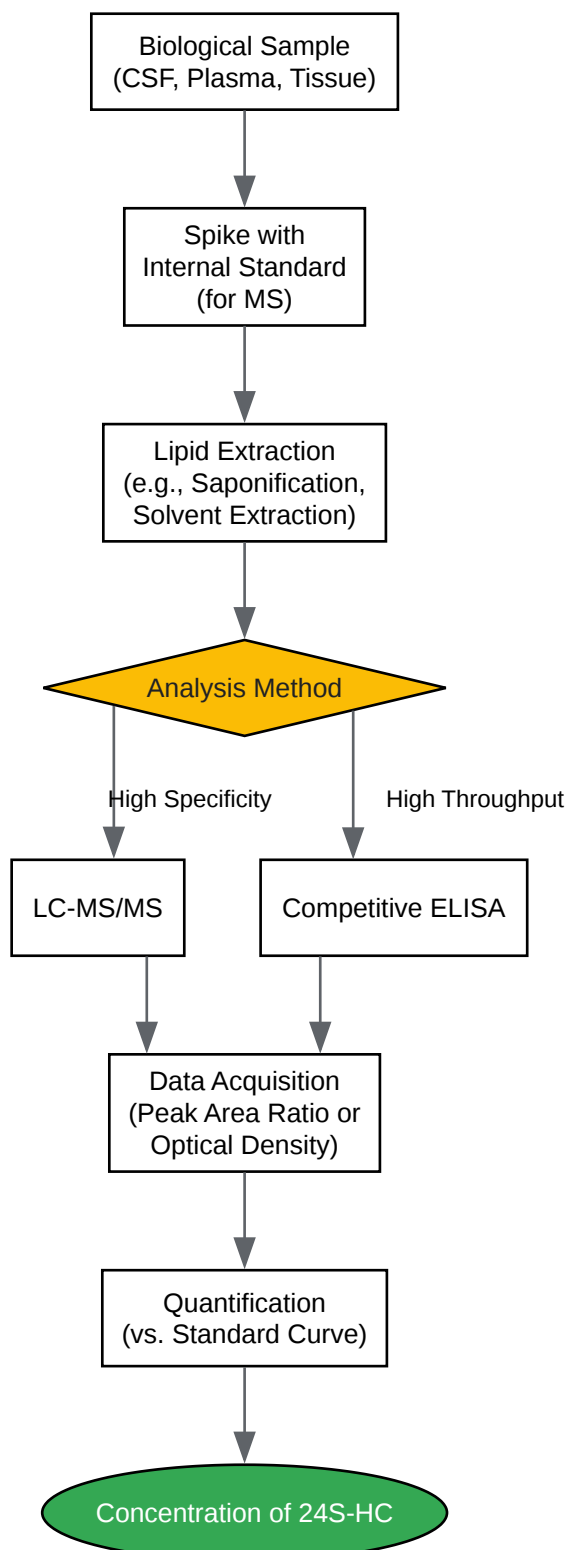 Biological Sample
(CSF, Plasma, Tissue)
Spike with
Internal Standard
(for MS)
Lipid Extraction
(e.g., Saponification,
Solvent Extraction)
Analysis Method
High Specificity
High Throughput
LC-MS/MS
Competitive ELISA
Data Acquisition
(Peak Area Ratio or
Optical Density)
Quantification
(vs. Standard Curve)
Concentration of 24S-HC